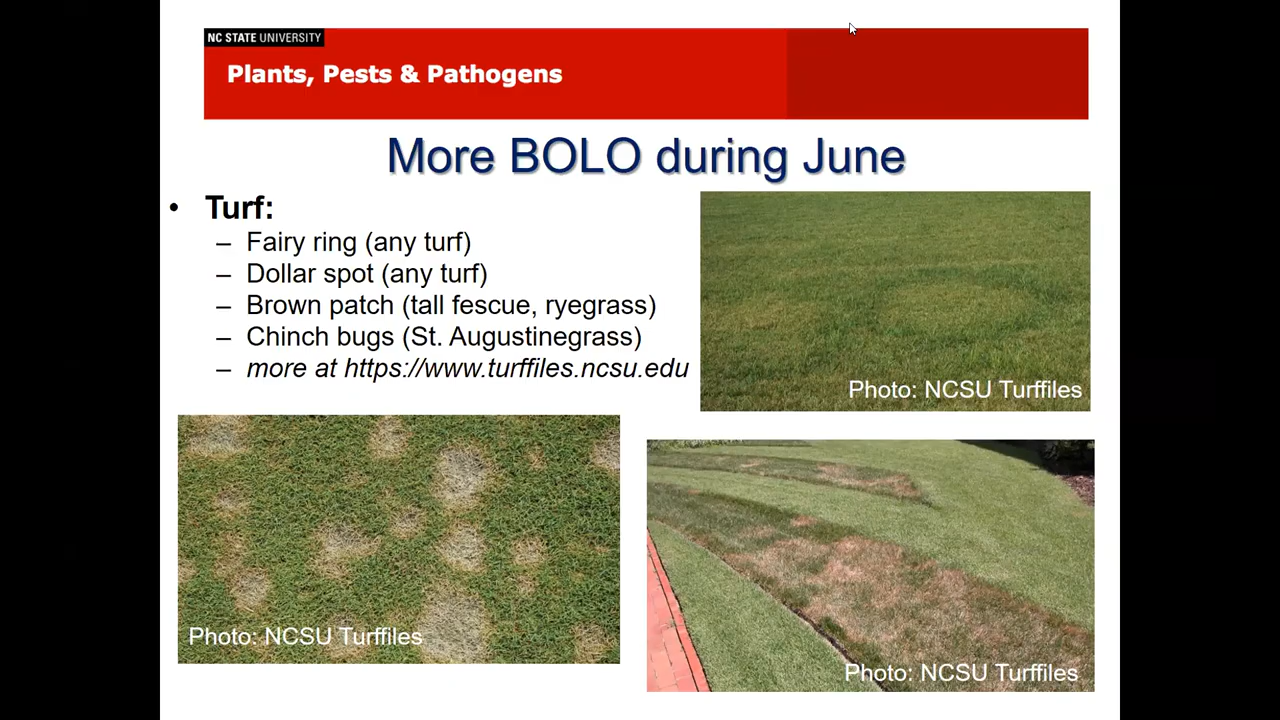 NC STATE UNIVERSITY
Plants, Pests & Pathogens
More BOLO during June
• Turf:
– Fairy ring (any turf)
– Dollar spot (any turf)
– Brown patch (tall fescue, ryegrass)
– Chinch bugs (St. Augustinegrass)
– more at https://www.turffiles.ncsu.edu
Photo: NCSU Turffiles
Photo: NCSU Turffiles
Photo: NCSU Turffiles